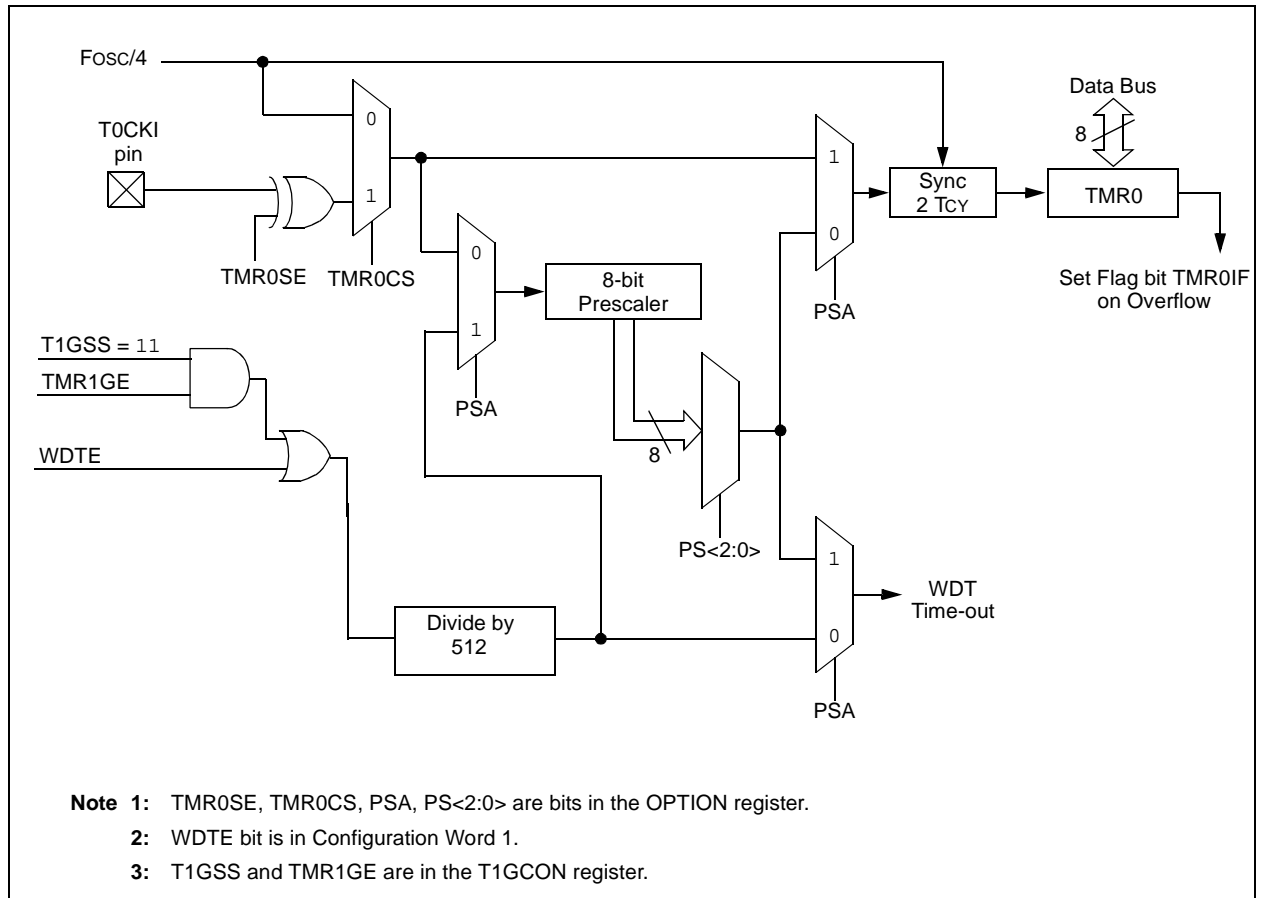 FOSC/4
T0CKI
pin
0
1
TMR0SE
TMR0CS
T1GSS = 11
TMR1GE
WDTE
0
1
PSA
8-bit
Prescaler
8
PS<2:0>
Divide by
512
1
0
PSA
Sync
2 TCY
Data Bus
8
TMR0
Set Flag bit TMR0IF
on Overflow
1
0
PSA
WDT
Time-out
Note 1: TMR0SE, TMR0CS, PSA, PS<2:0> are bits in the OPTION register.
2: WDTE bit is in Configuration Word 1.
3: T1GSS and TMR1GE are in the T1GCON register.